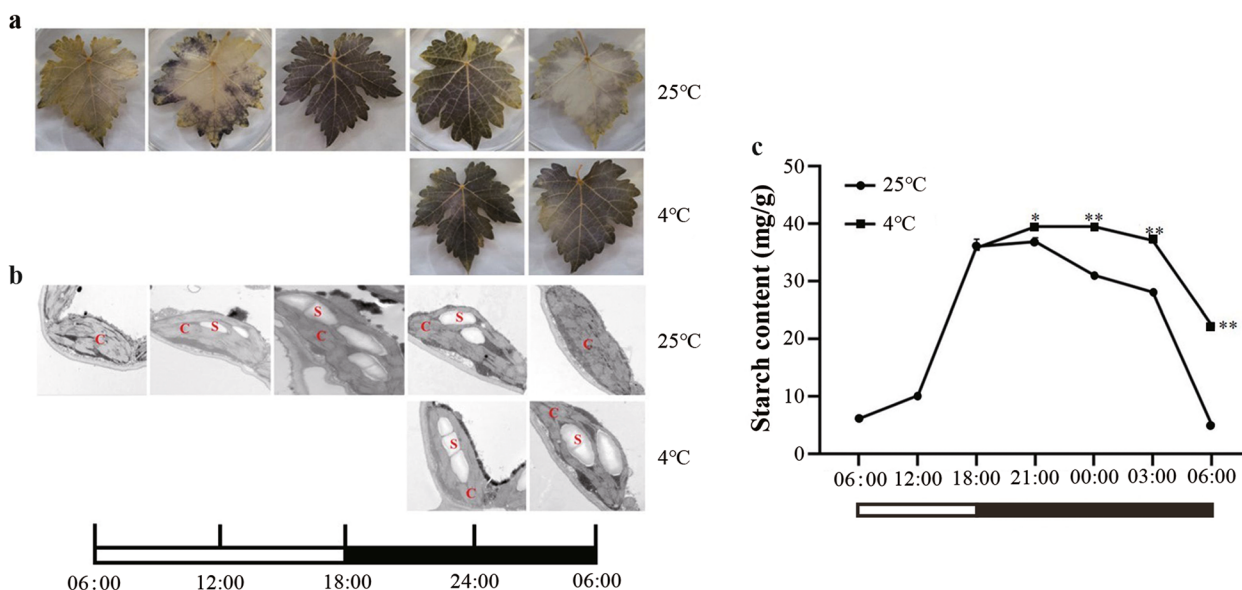 a
25℃
4℃
b
C
C S
S C
C S
C
25℃
S C
C S
4℃
06:00 12:00 18:00 24:00 06:00
c
Starch content (mg/g)
50
40
30
20
10
0
25℃
4℃
* ** ** **
06:00 12:00 18:00 21:00 00:00 03:00 06:00